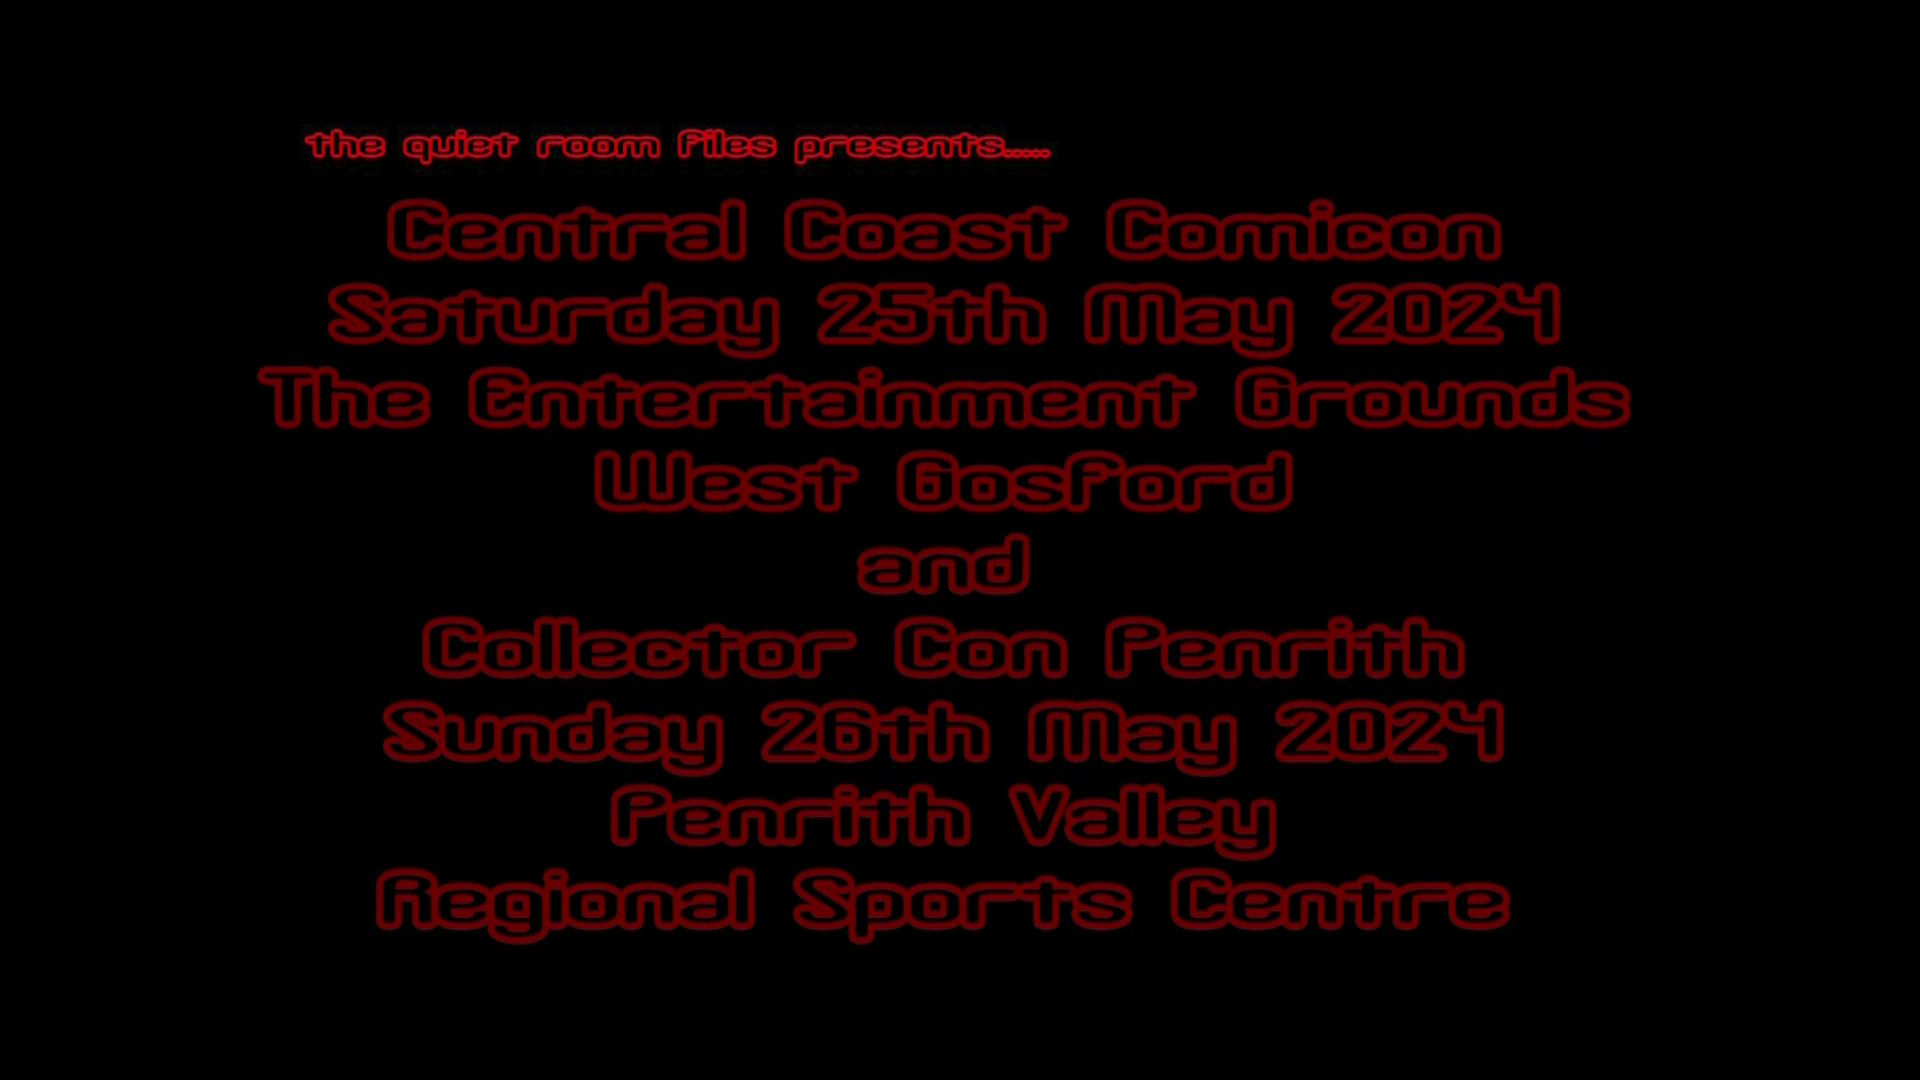 the quiet room files presents.....
Central Coast Comicon
Saturday 25th May 2024
The Entertainment Grounds
West Gosford
and
Collector Con Penrith
Sunday 26th May 2024
Penrith Valley
Regional Sports Centre